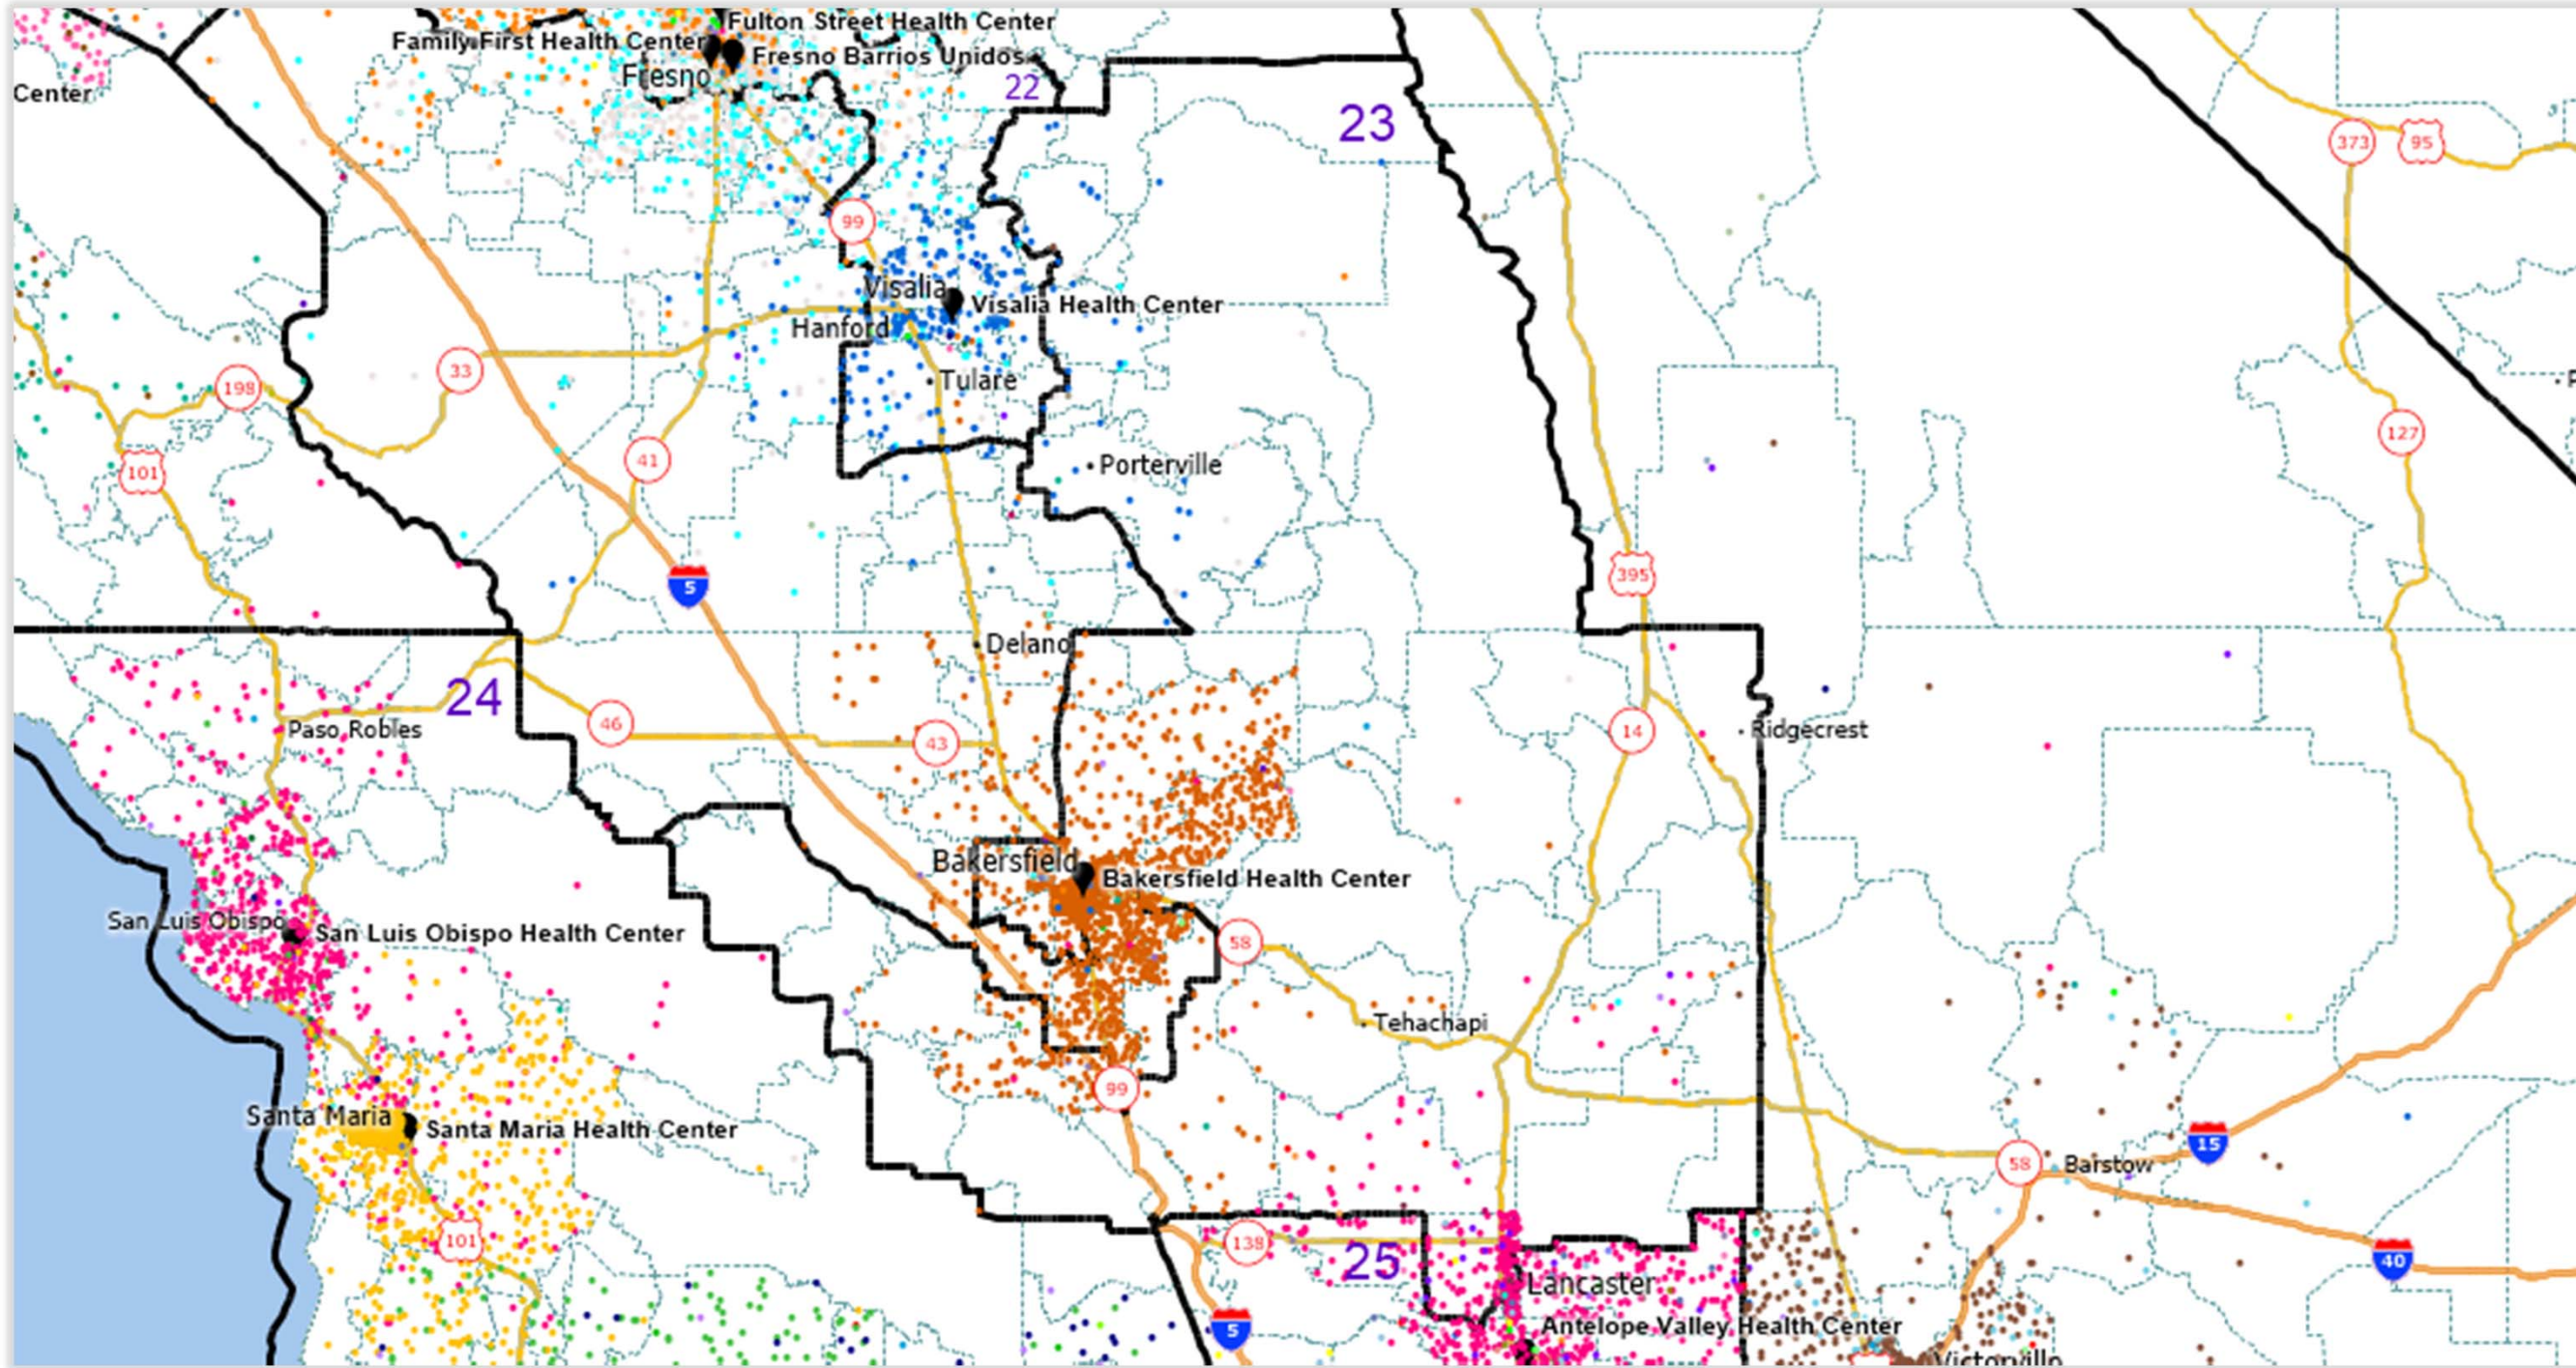 Fulton Street Health Center
Family First Health Center
Fresno Barrios Unidos
Fresno
22
Center
23
373
95
99
Visalia
Visalia Health Center
Hanford
33
198
Tulare
127
41
Porterville
101
395
5
Delano
24
46
43
14
Paso Robles
Ridgecrest
Bakersfield
Bakersfield Health Center
San Luis Obispo
San Luis Obispo Health Center
58
Tehachapi
99
Santa Maria
Santa Maria Health Center
15
58
Barstow
101
138
25
40
Lancaster
5
Antelope Valley Health Center
Victorville